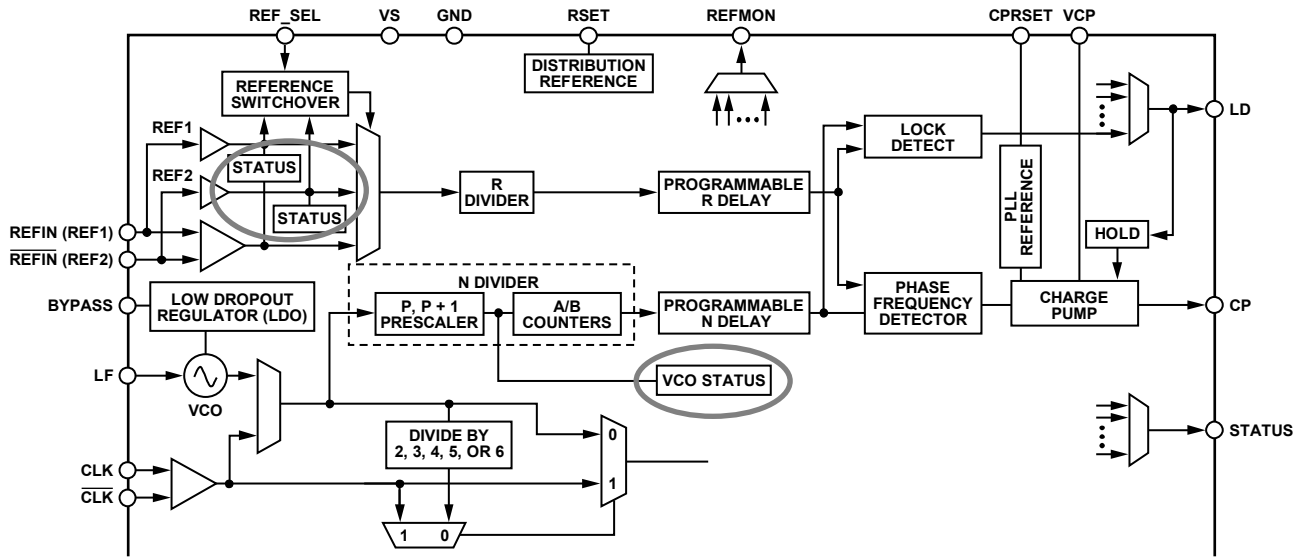 REF_SEL
VS
GND
RSET
REFMON
CPRSET
VCP
DISTRIBUTION
REFERENCE
REFERENCE
SWITCHOVER
REF1
STATUS
REF2
STATUS
REFIN (REF1)
REFIN (REF2)
R
DIVIDER
PROGRAMMABLE
R DELAY
LOCK
DETECT
LD
PLL
REFERENCE
HOLD
BYPASS
LOW DROPOUT
REGULATOR (LDO)
N DIVIDER
P, P + 1
PRESCALER
A/B
COUNTERS
PROGRAMMABLE
N DELAY
PHASE
FREQUENCY
DETECTOR
CHARGE
PUMP
CP
LF
VCO
VCO STATUS
STATUS
DIVIDE BY
2, 3, 4, 5, OR 6
0
1
CLK
CLK
1 0